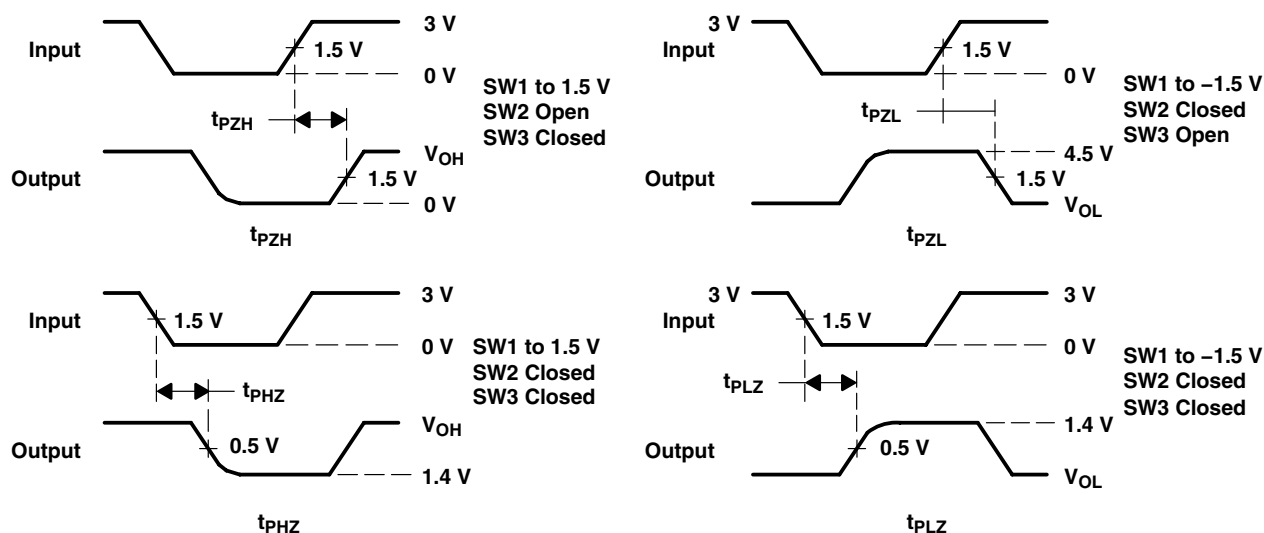 Input
3 V
1.5 V
0 V
SW1 to 1.5 V
SW2 Open
SW3 Closed
tPZH
Output
VOH
1.5 V
0 V
tPZH
3 V
Input
1.5 V
0 V
SW1 to −1.5 V
SW2 Closed
SW3 Open
tPZL
Output
4.5 V
1.5 V
VOL
tPZL
Input
3 V
1.5 V
0 V
SW1 to 1.5 V
SW2 Closed
SW3 Closed
tPHZ
Output
VOH
0.5 V
1.4 V
tPHZ
3 V
Input
3 V
1.5 V
0 V
SW1 to −1.5 V
SW2 Closed
SW3 Closed
tPLZ
Output
1.4 V
0.5 V
VOL
tPLZ